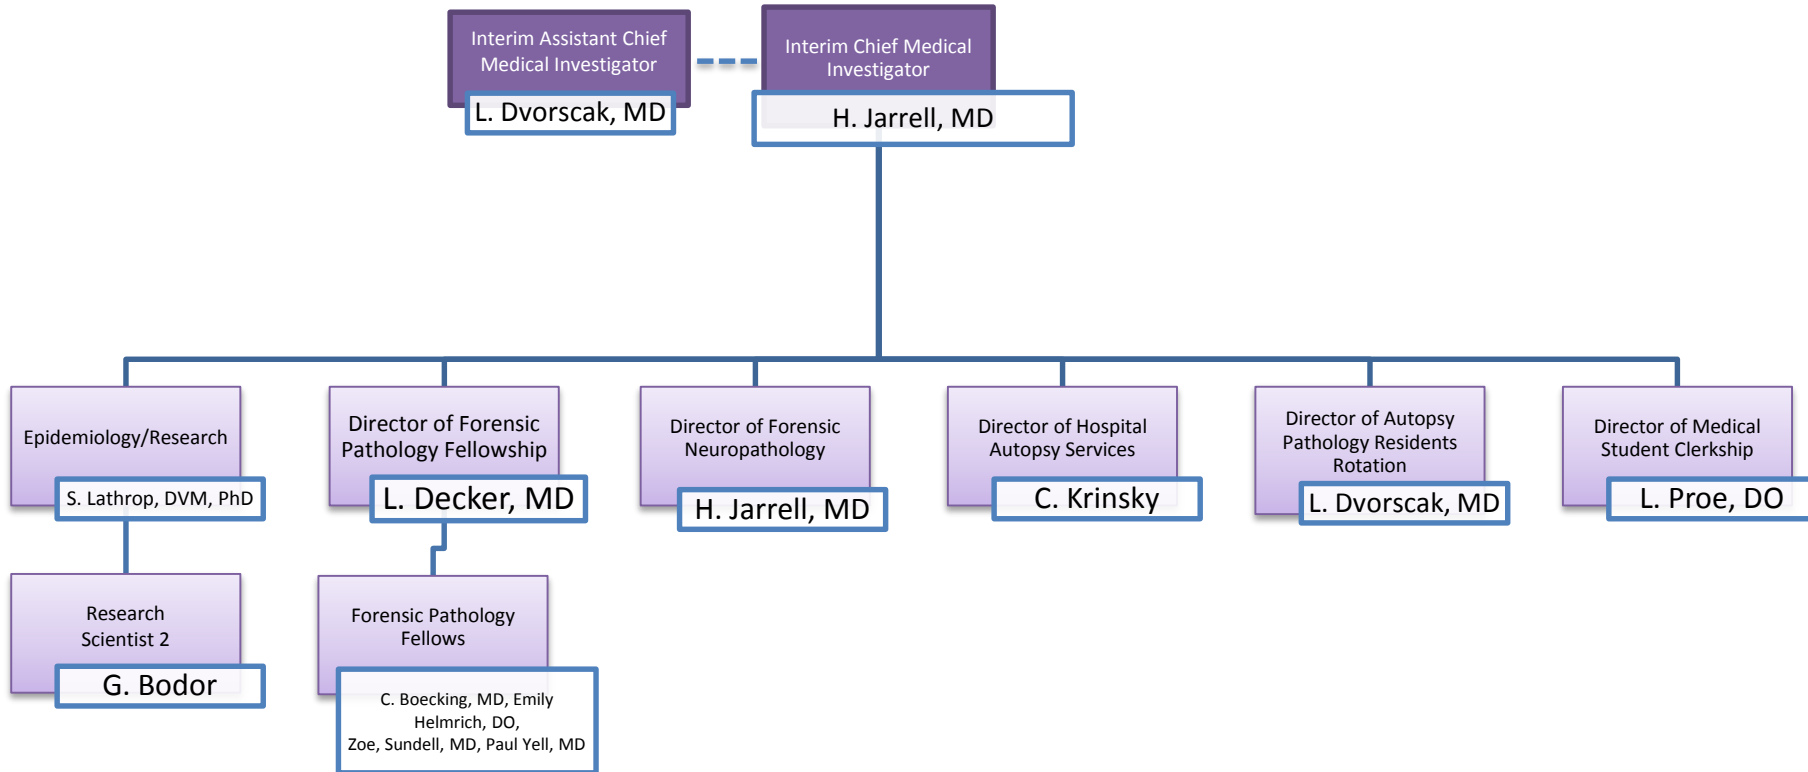 Interim Assistant Chief
Medical Investigator
L. Dvorscak, MD
Interim Chief Medical
Investigator
H. Jarrell, MD
Epidemiology/Research
S. Lathrop, DVM, PhD
Director of Forensic
Pathology Fellowship
L. Decker, MD
Director of Forensic
Neuropathology
H. Jarrell, MD
Director of Hospital
Autopsy Services
C. Krinsky
Director of Autopsy
Pathology Residents
Rotation
L. Dvorscak, MD
Director of Medical
Student Clerkship
L. Proe, DO
Research
Scientist 2
G. Bodor
Forensic Pathology
Fellows
C. Boecking, MD, Emily
Helmrich, DO,
Zoe, Sundell, MD, Paul Yell, MD